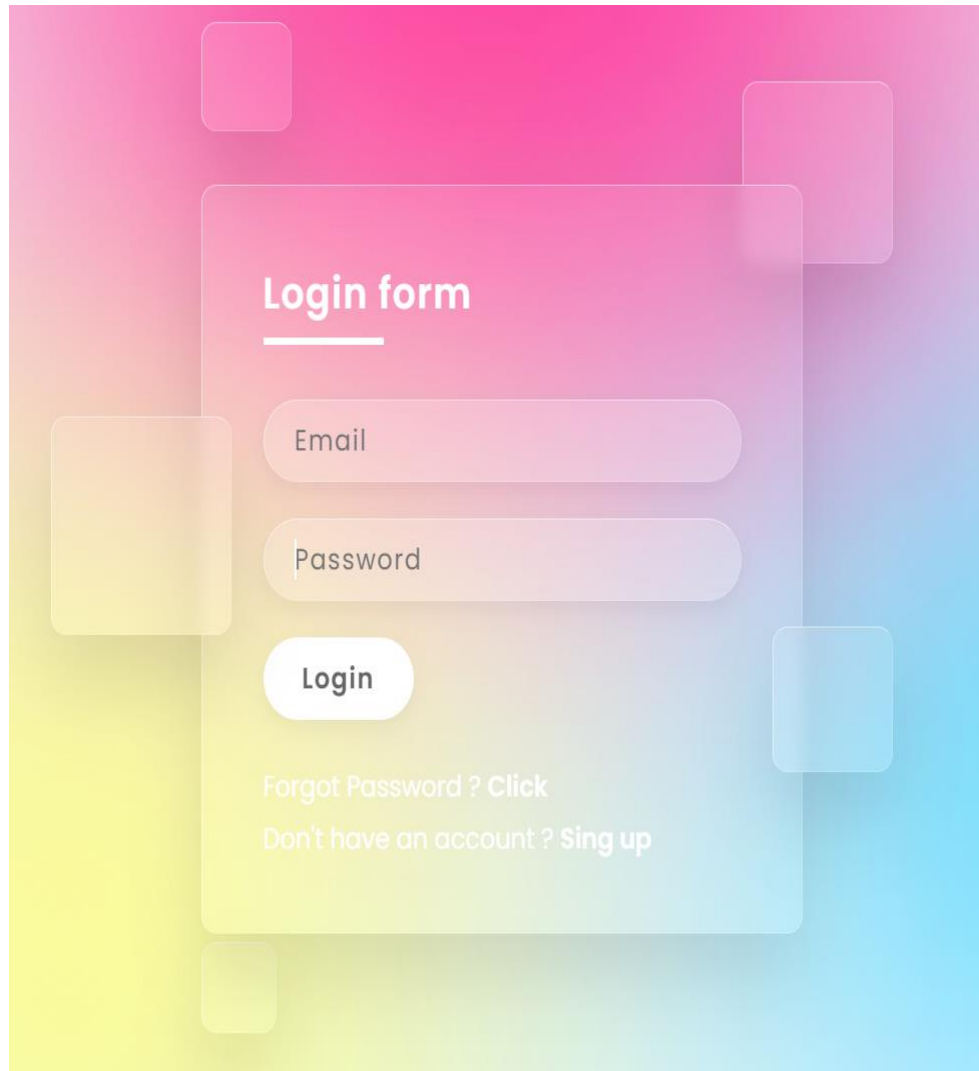 Login form
Email
Password
Login
Forgot Password ? Click
Don't have an account ? Sing up